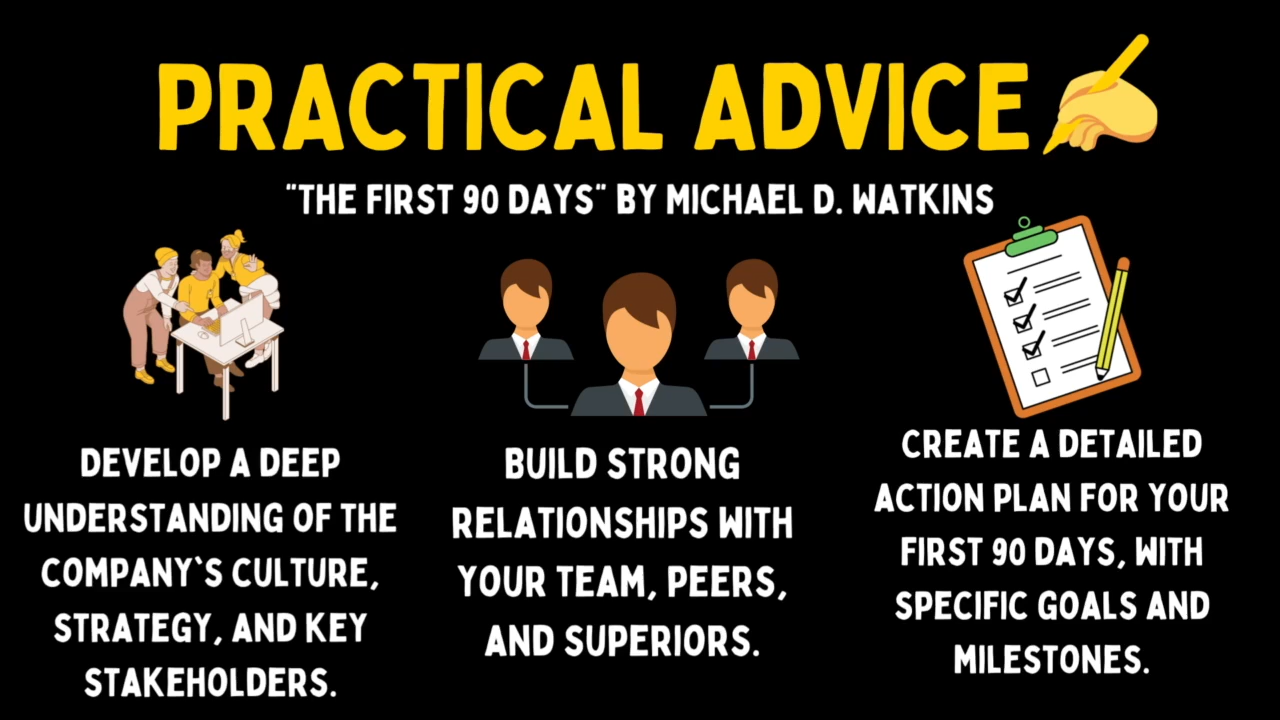 PRACTICAL ADVICE
"THE FIRST 90 DAYS" BY MICHAEL D. WATKINS
DEVELOP A DEEP
UNDERSTANDING OF THE
COMPANY`S CULTURE,
STRATEGY, AND KEY
STAKEHOLDERS.
BUILD STRONG
RELATIONSHIPS WITH
YOUR TEAM, PEERS,
AND SUPERIORS.
CREATE A DETAILED
ACTION PLAN FOR YOUR
FIRST 90 DAYS, WITH
SPECIFIC GOALS AND
MILESTONES.